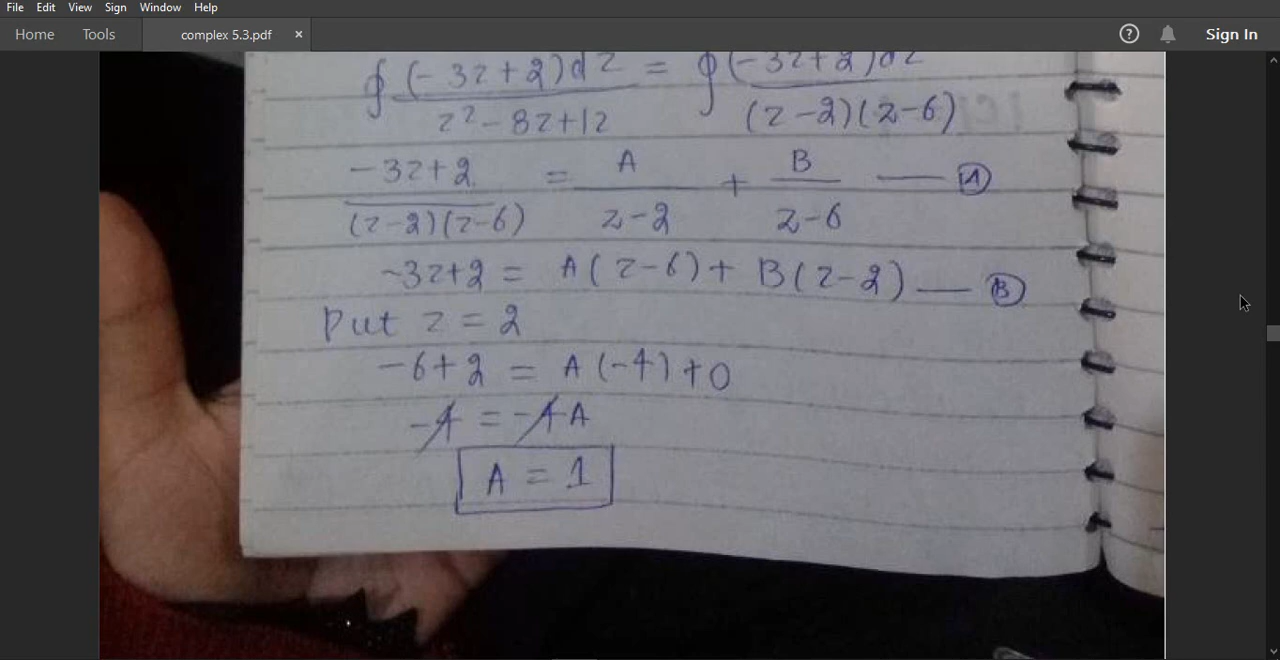 File Edit View Sign Window Help
Home Tools complex 5.3.pdf × ? Sign In
∮ (-3z+2)dz / z² - 8z+12 = ∮ (-3z+2)dz / (z-2)(z-6)
-3z+2 / (z-2)(z-6) = A / z-2 + B / z-6 — Ⓐ
-3z+2 = A(z-6) + B(z-2) — Ⓑ
Put z = 2
-6+2 = A(-4)+0
-4 = -4A
A = 1